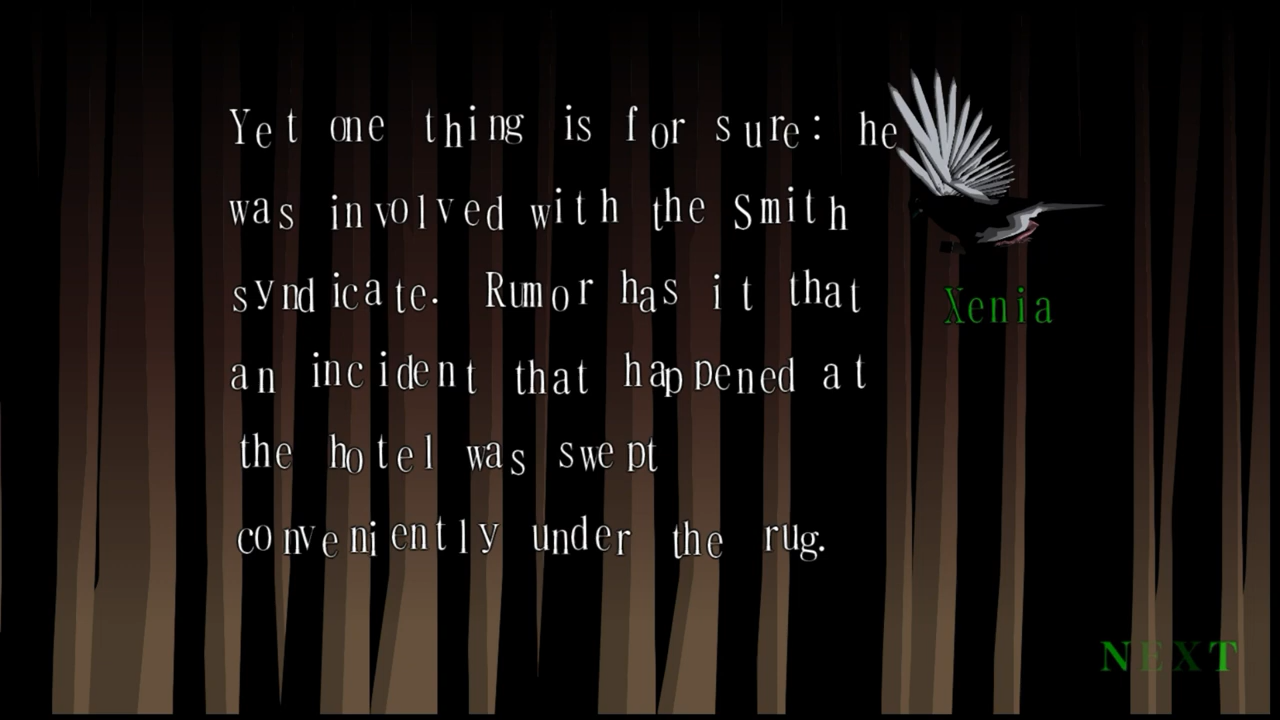 Yet one thing is for sure: he
was involved with the Smith
syndicate. Rumor has it that
an incident that happened at
the hotel was swept
conveniently under the rug.
Xenia
NEXT